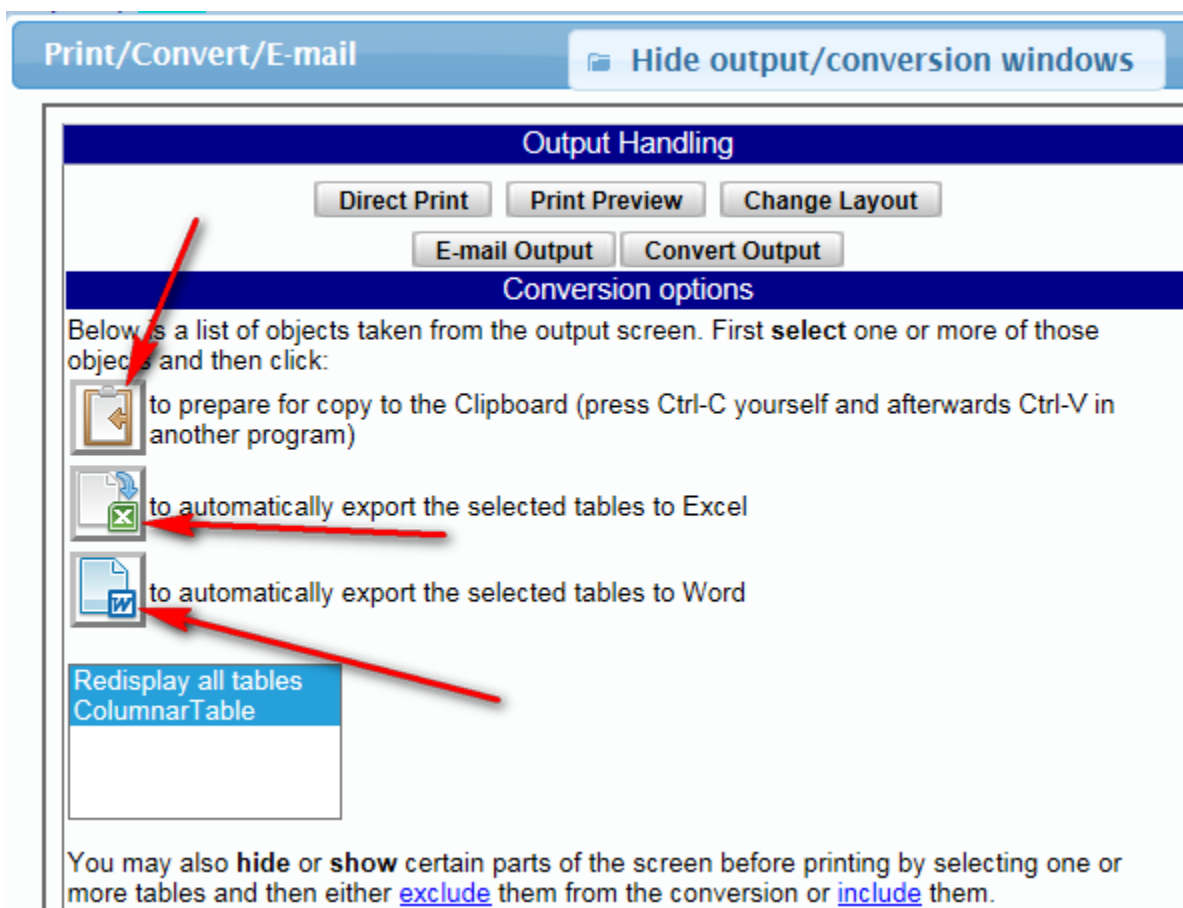 Print/Convert/E-mail
Hide output/conversion windows
Output Handling
Direct Print
Print Preview
Change Layout
E-mail Output
Convert Output
Conversion options
Below is a list of objects taken from the output screen. First select one or more of those
objects and then click:
to prepare for copy to the Clipboard (press Ctrl-C yourself and afterwards Ctrl-V in
another program)
to automatically export the selected tables to Excel
to automatically export the selected tables to Word
Redisplay all tables
ColumnarTable
You may also hide or show certain parts of the screen before printing by selecting one or
more tables and then either exclude them from the conversion or include them.